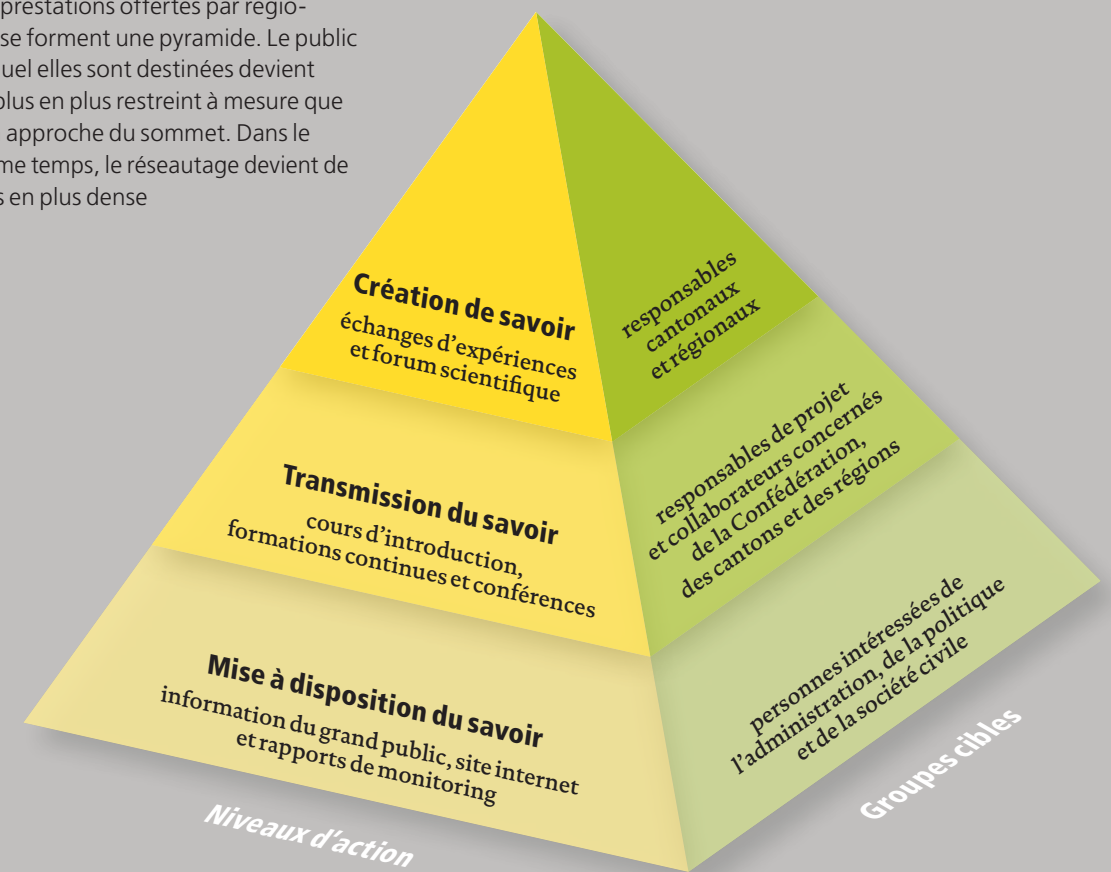 prestations offertes par régio-
se forment une pyramide. Le public
quel elles sont destinées devient
plus en plus restreint à mesure que
approche du sommet. Dans le
me temps, le réseautage devient de
s en plus dense
Création de savoir
échanges d'expériences
et forum scientifique
responsables
cantonaux
et régionaux
Transmission du savoir
cours d'introduction,
formations continues et conférences
responsables de projet
et collaborateurs concernés
de la Confédération,
des cantons et des régions
Mise à disposition du savoir
information du grand public, site internet
et rapports de monitoring
personnes intéressées de
l'administration, de la politique
et de la société civile
Niveaux d'action
Groupes cibles